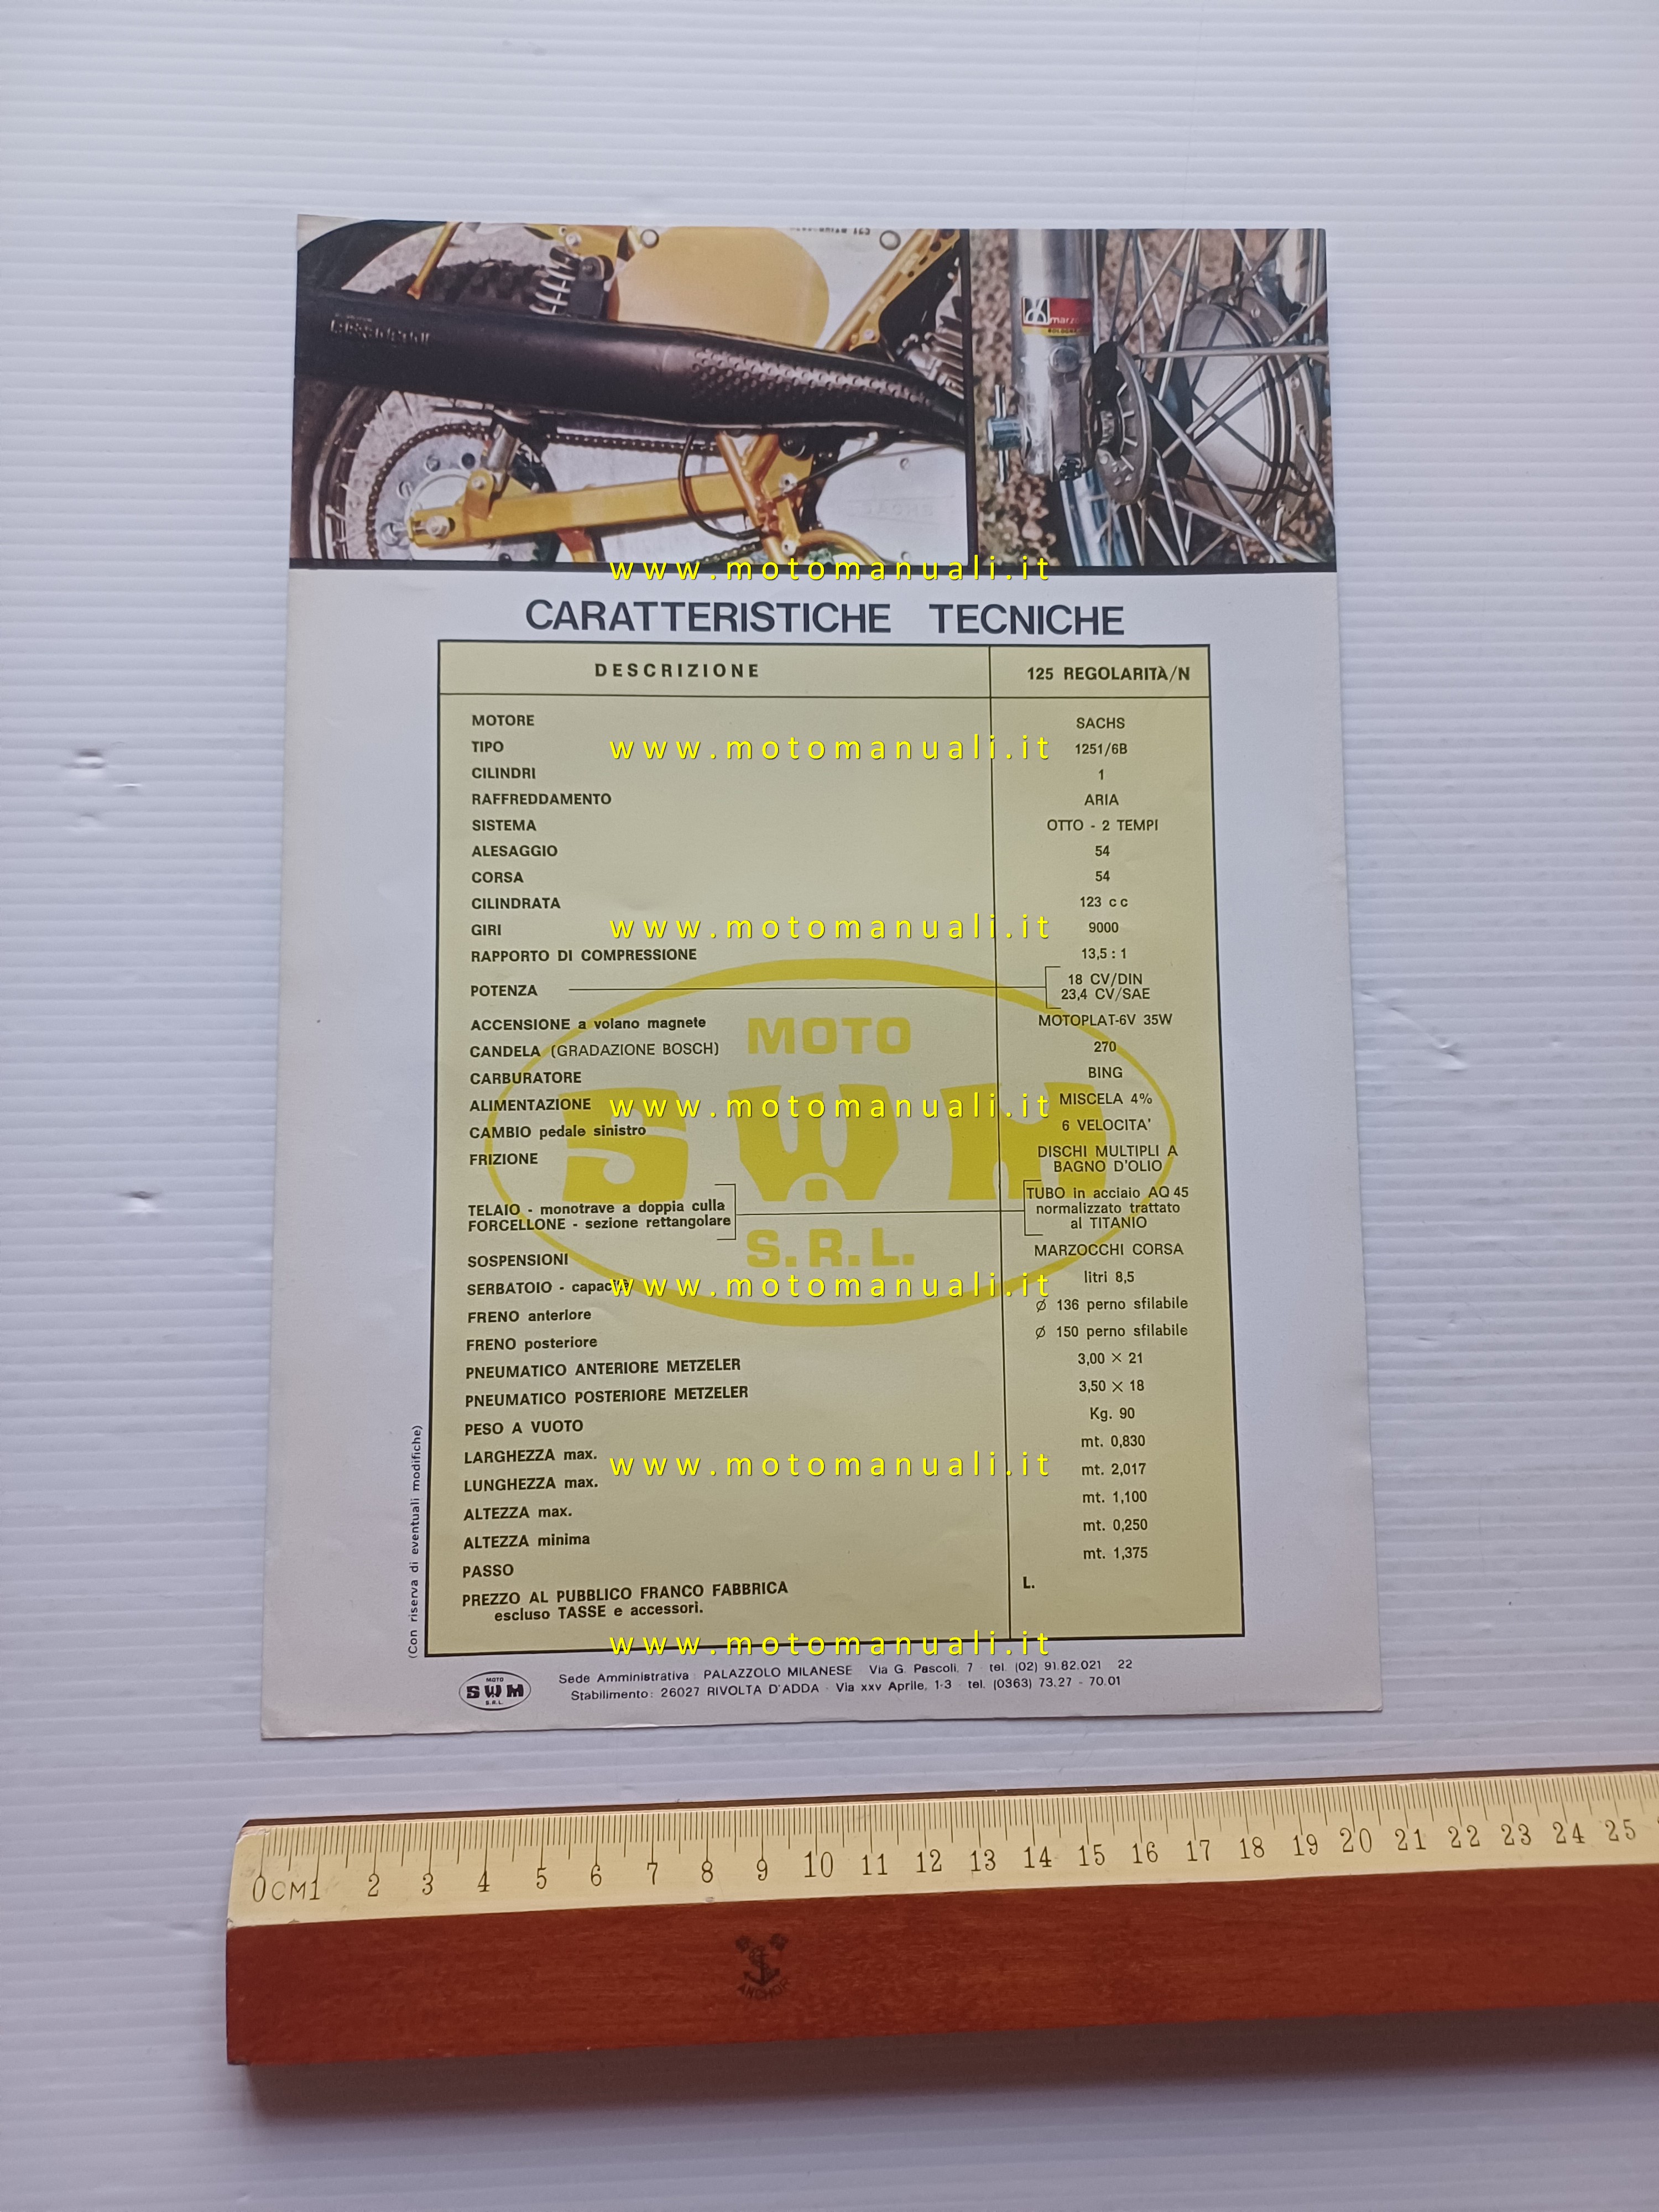 marzo
www.motomanuali.it
CARATTERISTICHE TECNICHE
DESCRIZIONE 125 REGOLARITÀ/N
MOTORE SACHS
TIPO 1251/6B
www.motomanuali.it
CILINDRI 1
RAFFREDDAMENTO ARIA
SISTEMA OTTO - 2 TEMPI
ALESAGGIO 54
CORSA 54
CILINDRATA 123 cc
GIRI 9000
www.motomanuali.it
RAPPORTO DI COMPRESSIONE 13,5 : 1
POTENZA 18 CV/DIN
23,4 CV/SAE
ACCENSIONE a volano magnete MOTOPLAT-6V 35W
MOTO
CANDELA (GRADAZIONE BOSCH) 270
CARBURATORE BING
ALIMENTAZIONE MISCELA 4%
www.motomanuali.it
CAMBIO pedale sinistro 6 VELOCITA'
SWM
FRIZIONE DISCHI MULTIPLI A
BAGNO D'OLIO
TELAIO - monotrave a doppia culla TUBO in acciaio AQ 45
FORCELLONE - sezione rettangolare normalizzato trattato
al TITANIO
S.R.L.
SOSPENSIONI MARZOCCHI CORSA
SERBATOIO - capacità litri 8,5
www.motomanuali.it
FRENO anteriore Ø 136 perno sfilabile
FRENO posteriore Ø 150 perno sfilabile
PNEUMATICO ANTERIORE METZELER 3,00 × 21
PNEUMATICO POSTERIORE METZELER 3,50 × 18
PESO A VUOTO Kg. 90
LARGHEZZA max. mt. 0,830
www.motomanuali.it
LUNGHEZZA max. mt. 2,017
ALTEZZA max. mt. 1,100
ALTEZZA minima mt. 0,250
PASSO mt. 1,375
PREZZO AL PUBBLICO FRANCO FABBRICA L.
escluso TASSE e accessori.
(Con riserva di eventuali modifiche)
www.motomanuali.it
MOTO
SWM
S.R.L.
Sede Amministrativa PALAZZOLO MILANESE Via G. Pascoli, 7 tel. (02) 91.82.021 22
Stabilimento: 26027 RIVOLTA D'ADDA - Via xxv Aprile, 1-3 tel. (0363) 73.27 - 70.01
0CM1 2 3 4 5 6 7 8 9 10 11 12 13 14 15 16 17 18 19 20 21 22 23 24 25
ANCHOR